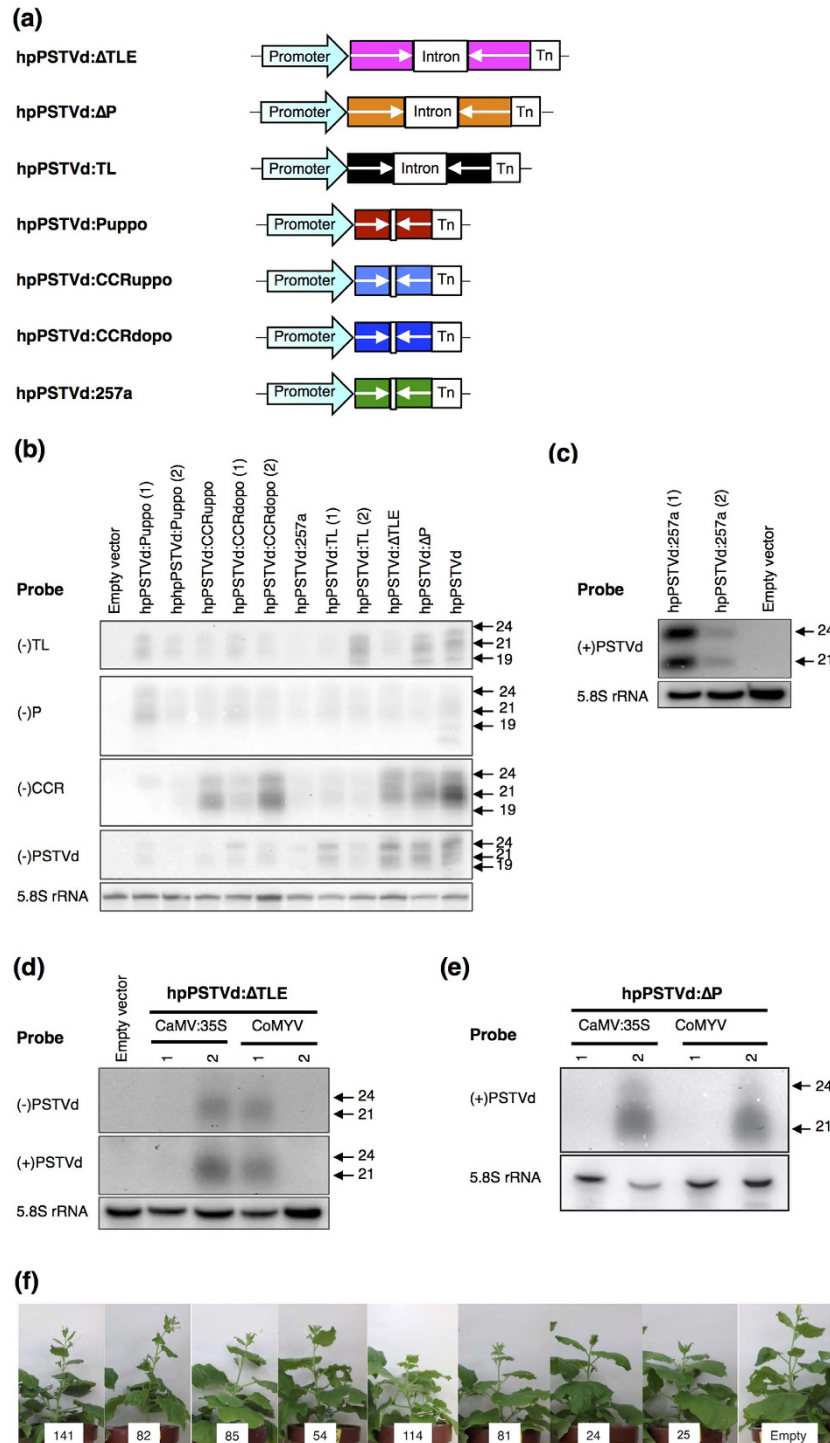 (a)
hpPSTVd:ΔTLE Promoter Intron Tn
hpPSTVd:ΔP Promoter Intron Tn
hpPSTVd:TL Promoter Intron Tn
hpPSTVd:Puppo Promoter Tn
hpPSTVd:CCRuppo Promoter Tn
hpPSTVd:CCRdopo Promoter Tn
hpPSTVd:257a Promoter Tn
(b)
Probe
Empty vector
hpPSTVd:Puppo (1)
hphpPSTVd:Puppo (2)
hpPSTVd:CCRuppo
hpPSTVd:CCRdopo (1)
hpPSTVd:CCRdopo (2)
hpPSTVd:257a
hpPSTVd:TL (1)
hpPSTVd:TL (2)
hpPSTVd:ΔTLE
hpPSTVd:ΔP
hpPSTVd
(-)TL
24
21
19
(-)P
24
21
19
(-)CCR
24
21
19
(-)PSTVd
24
21
19
5.8S rRNA
(c)
Probe
hpPSTVd:257a (1)
hpPSTVd:257a (2)
Empty vector
(+)PSTVd
24
21
5.8S rRNA
(d)
hpPSTVd:ΔTLE
Probe
Empty vector
CaMV:35S CoMYV
1 2 1 2
(-)PSTVd
24
21
(+)PSTVd
24
21
5.8S rRNA
(e)
hpPSTVd:ΔP
Probe
CaMV:35S CoMYV
1 2 1 2
(+)PSTVd
24
21
5.8S rRNA
(f)
141 82 85 54 114 81 24 25 Empty